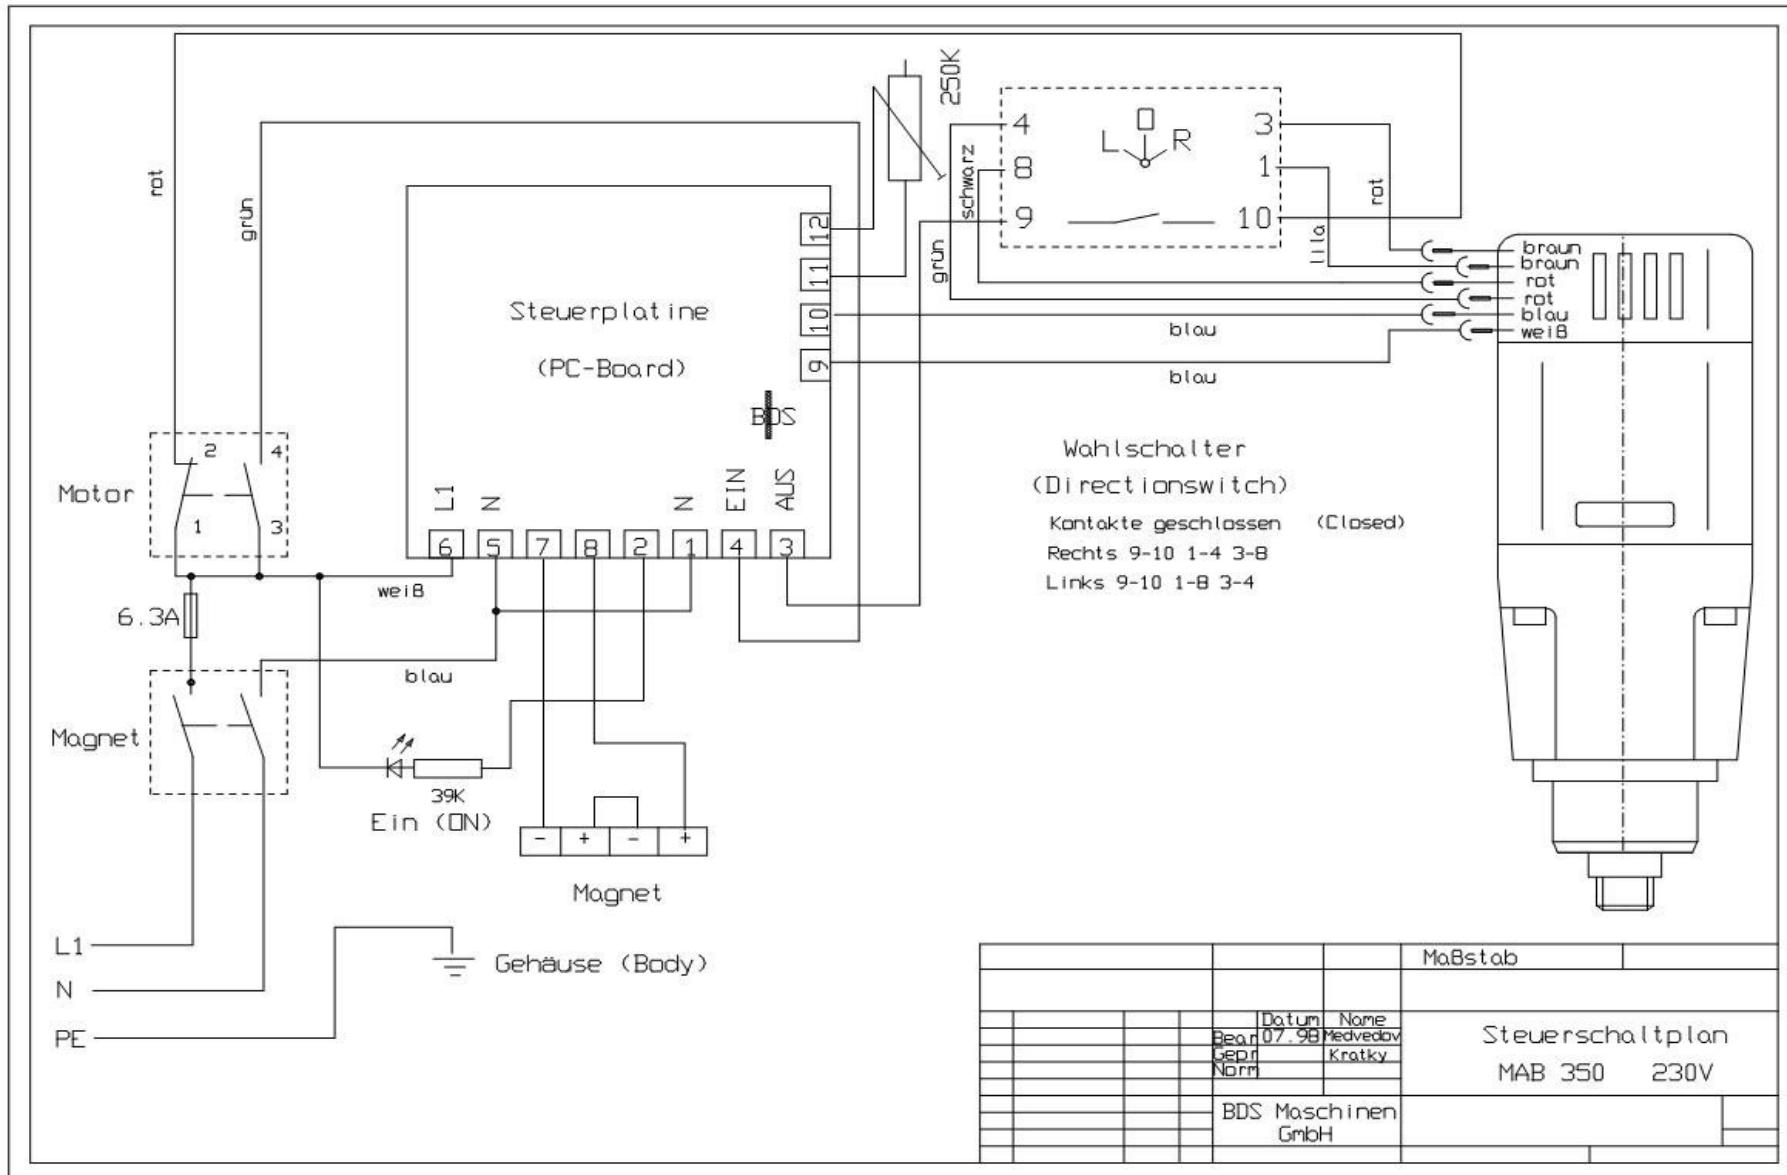 250K
4
L
0
R
3
8
1
9
10
rot
grün
schwarz
grün
rot
lila
12
11
10
9
Steuerplatine
(PC-Board)
BDS
braun
braun
rot
rot
blau
weiß
blau
blau
L1
N
N
EIN
AUS
6
5
7
8
2
1
4
3
Motor
2
4
1
3
weiß
6.3A
blau
Magnet
39K
Ein (ON)
-
+
-
+
Magnet
Wahlschalter
(Directionswitch)
Kontakte geschlossen (Closed)
Rechts 9-10 1-4 3-8
Links 9-10 1-8 3-4
L1
N
PE
Gehäuse (Body)
Maßstab
Datum Name
Bear 07.98 Medvedov
Gepr Kratky
Norm
Steuerschaltplan
MAB 350 230V
BDS Maschinen
GmbH